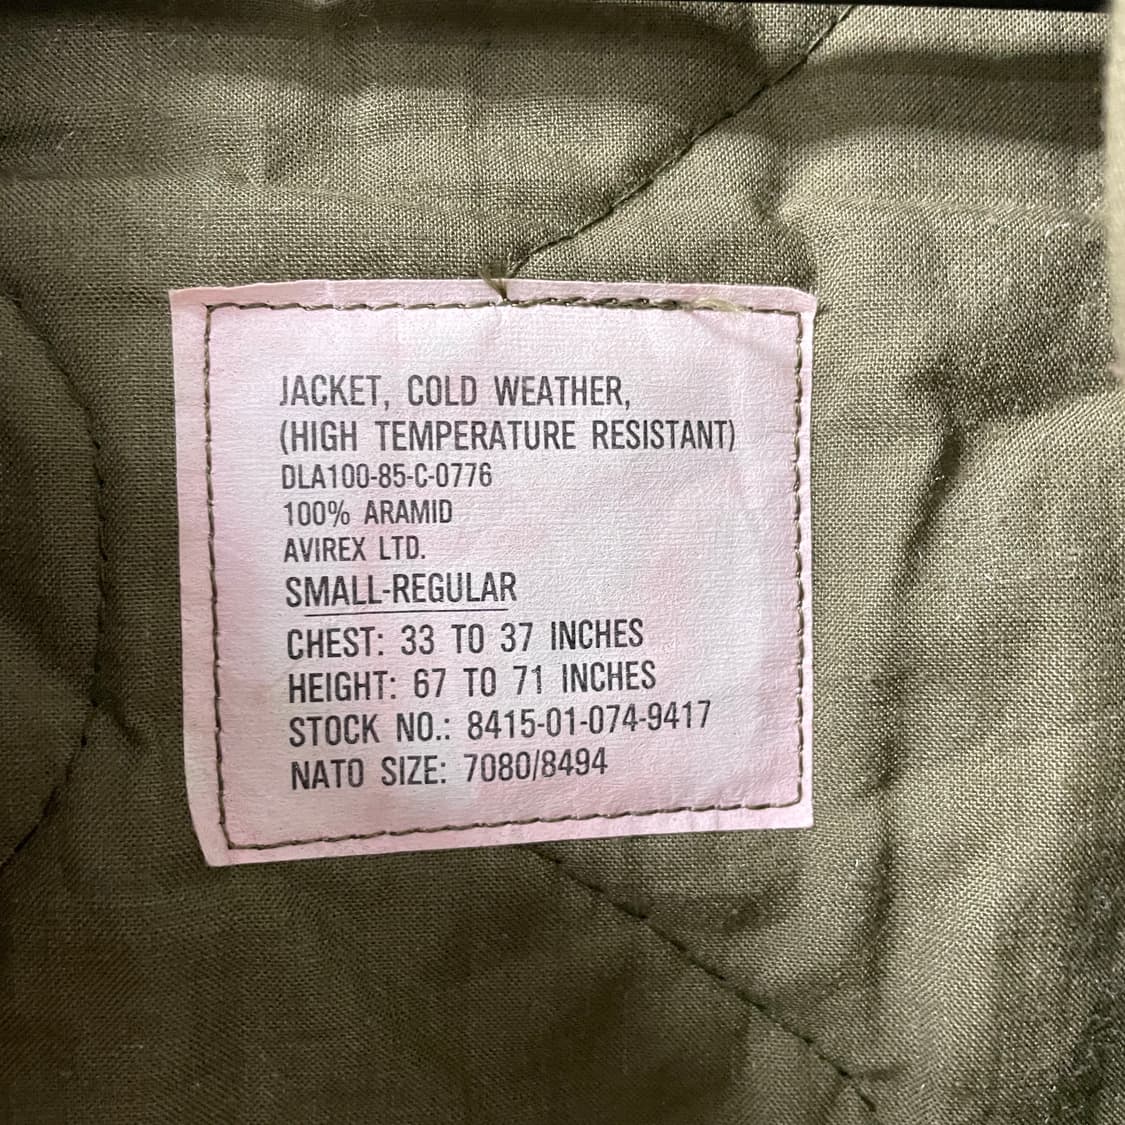 JACKET, COLD WEATHER,
(HIGH TEMPERATURE RESISTANT)
DLA100-85-C-0776
100% ARAMID
AVIREX LTD.
SMALL-REGULAR
CHEST: 33 TO 37 INCHES
HEIGHT: 67 TO 71 INCHES
STOCK NO.: 8415-01-074-9417
NATO SIZE: 7080/8494